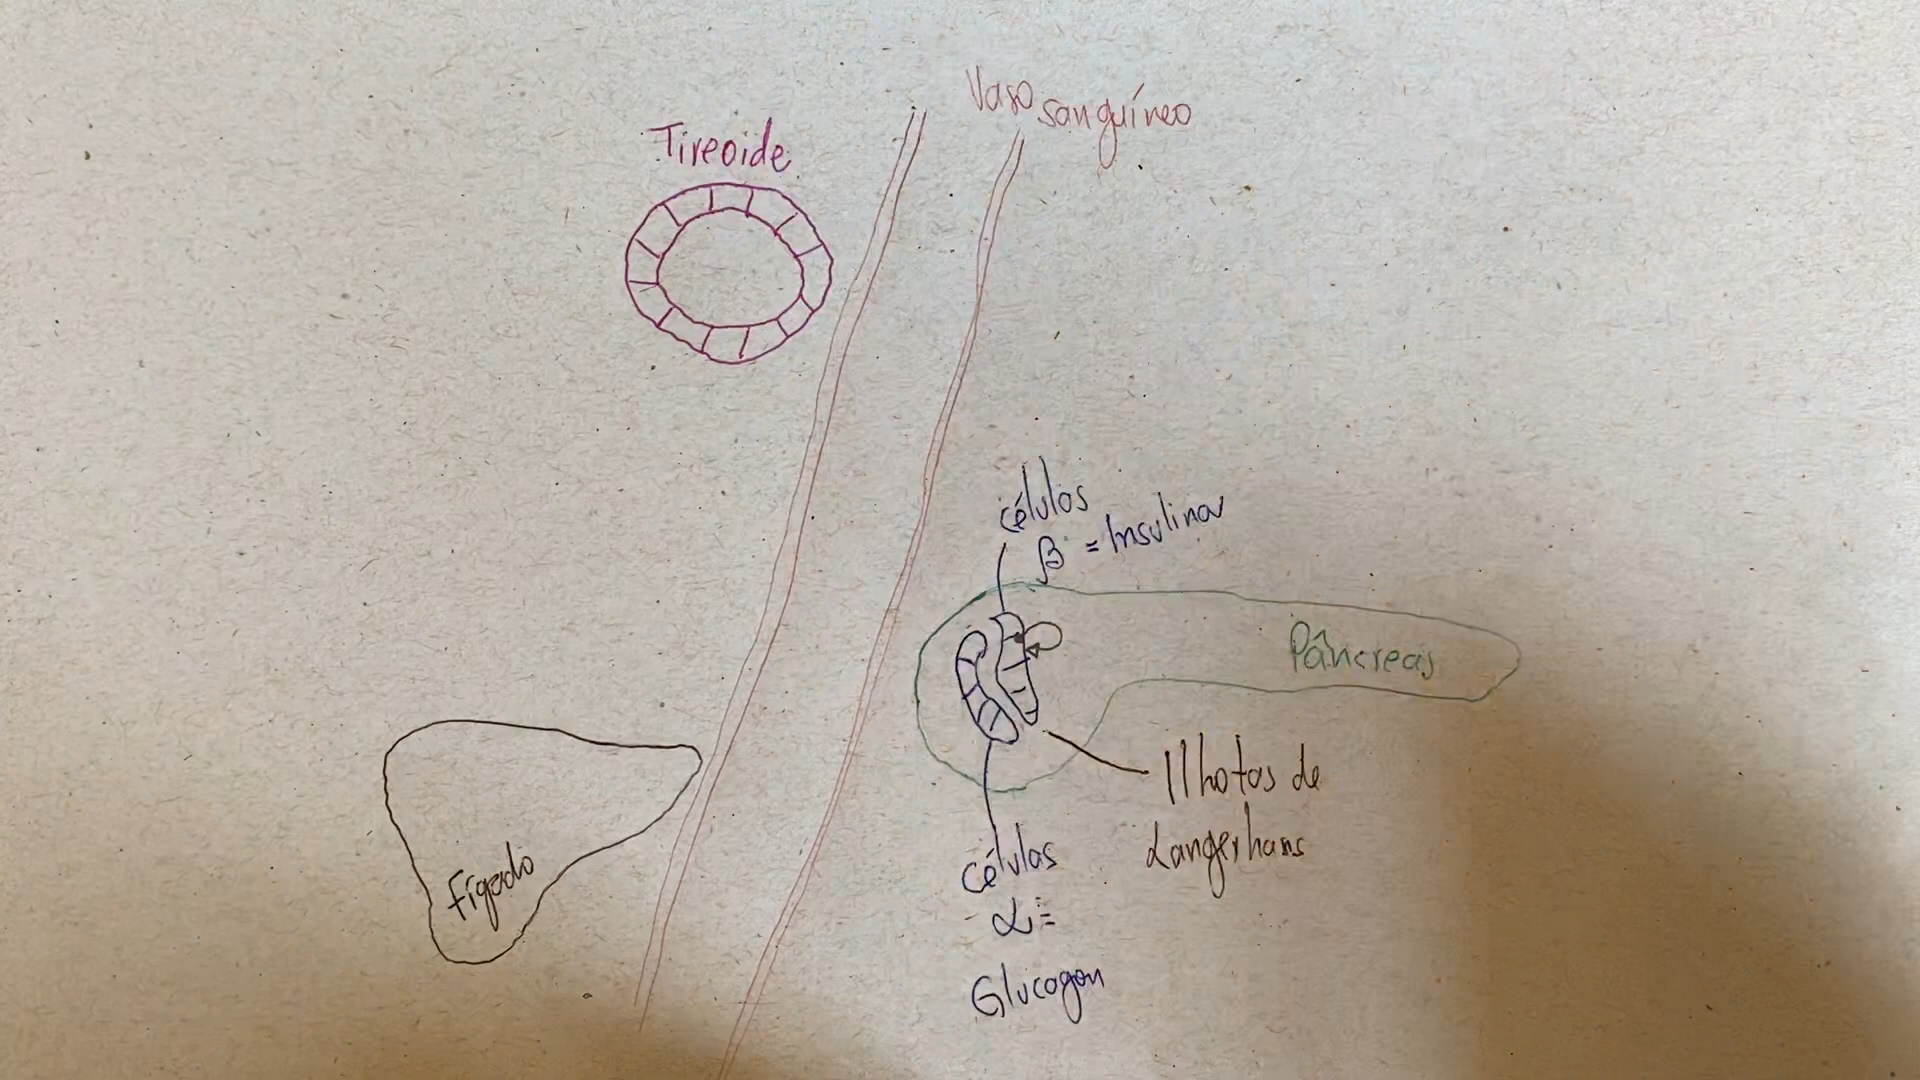 Vaso
sanguíneo
Tireoide
células
β = Insulina
Pâncreas
Ilhotas de
Langerhans
células
α =
Glucagon
Fígado